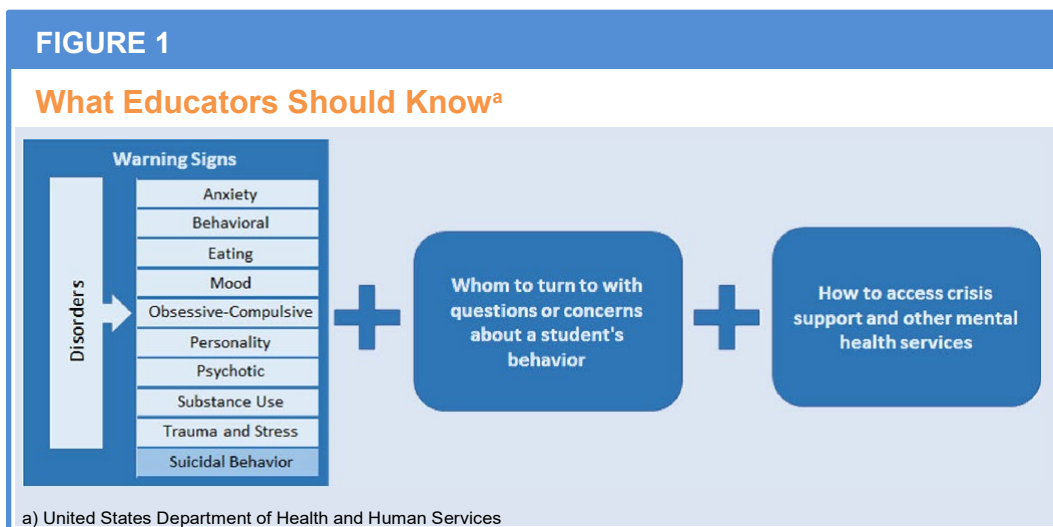 FIGURE 1
What Educators Should Knowᵃ
Warning Signs
Disorders
Anxiety
Behavioral
Eating
Mood
Obsessive-Compulsive
Personality
Psychotic
Substance Use
Trauma and Stress
Suicidal Behavior
Whom to turn to with
questions or concerns
about a student's
behavior
How to access crisis
support and other mental
health services
a) United States Department of Health and Human Services